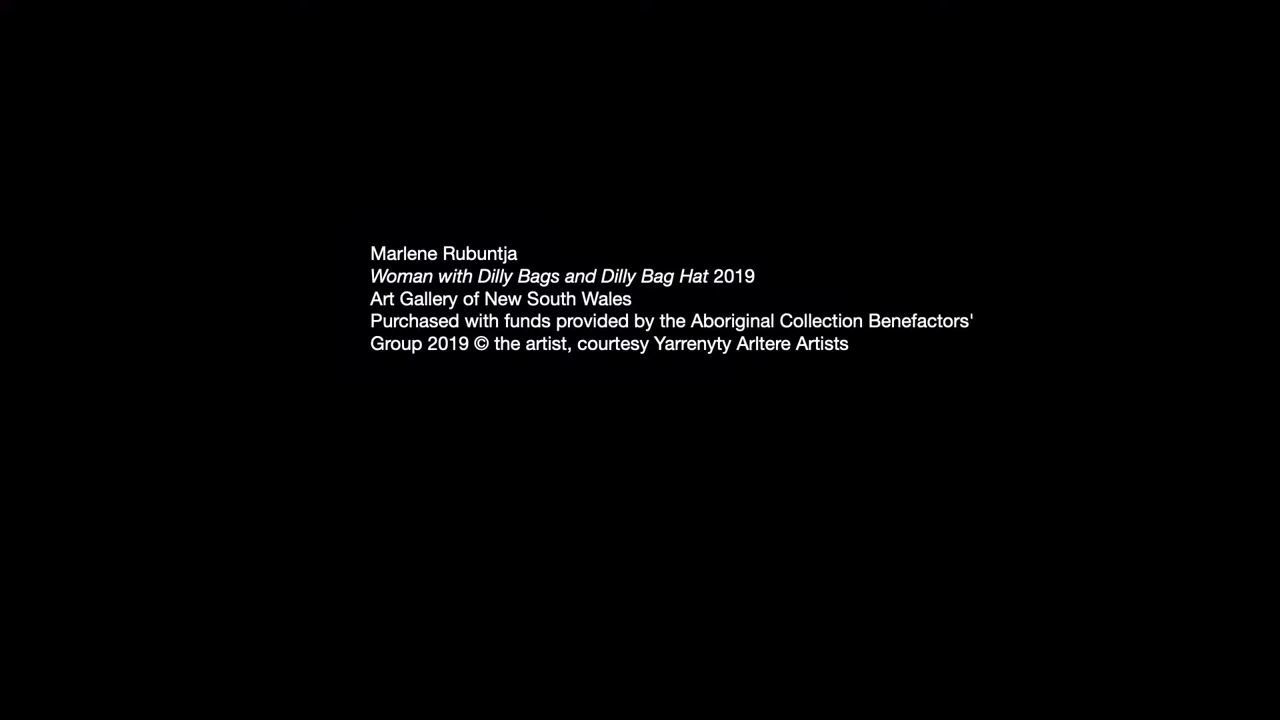 Marlene Rubuntja
Woman with Dilly Bags and Dilly Bag Hat 2019
Art Gallery of New South Wales
Purchased with funds provided by the Aboriginal Collection Benefactors'
Group 2019 © the artist, courtesy Yarrenyty Arltere Artists